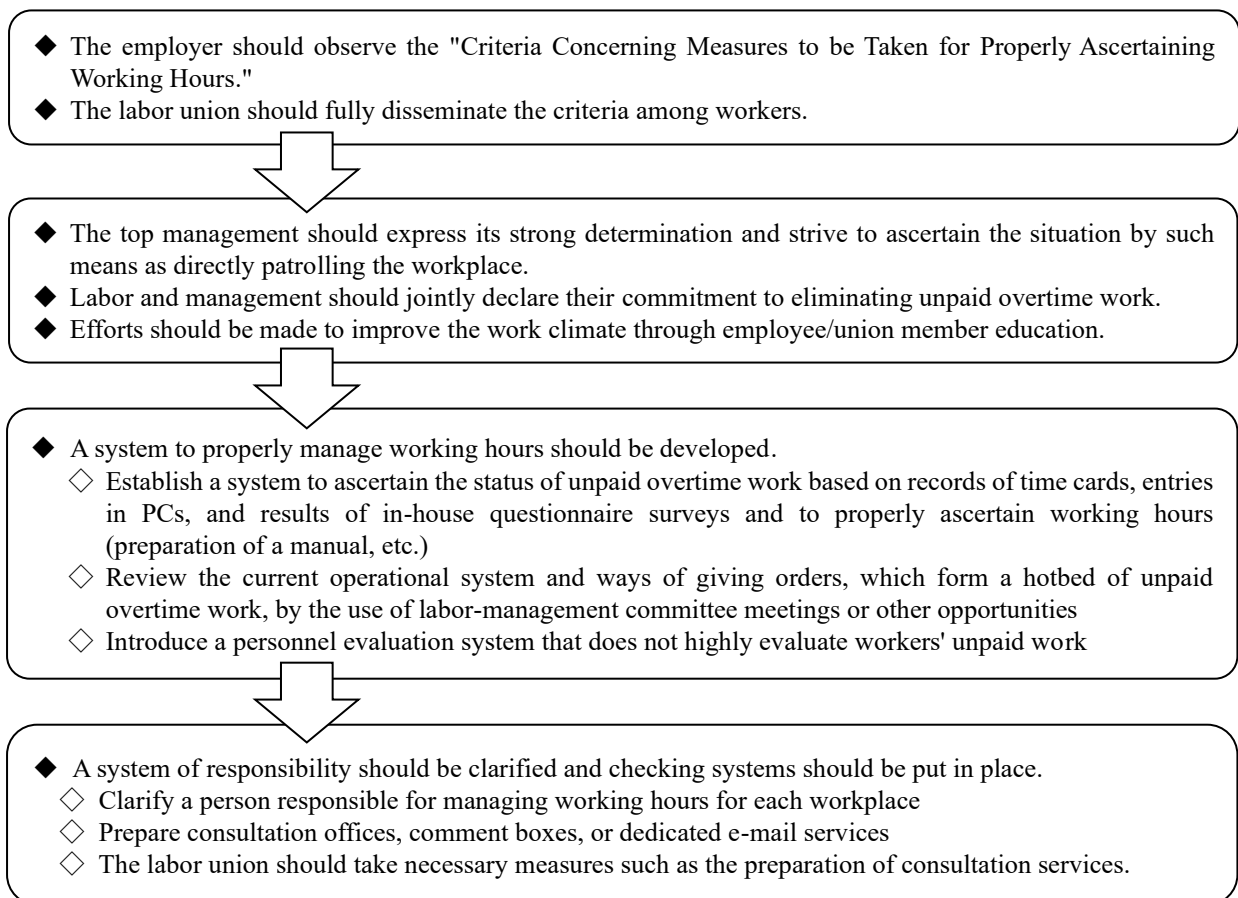 ◆ The employer should observe the "Criteria Concerning Measures to be Taken for Properly Ascertaining
Working Hours."
◆ The labor union should fully disseminate the criteria among workers.
◆ The top management should express its strong determination and strive to ascertain the situation by such
means as directly patrolling the workplace.
◆ Labor and management should jointly declare their commitment to eliminating unpaid overtime work.
◆ Efforts should be made to improve the work climate through employee/union member education.
◆ A system to properly manage working hours should be developed.
◇ Establish a system to ascertain the status of unpaid overtime work based on records of time cards, entries
in PCs, and results of in-house questionnaire surveys and to properly ascertain working hours
(preparation of a manual, etc.)
◇ Review the current operational system and ways of giving orders, which form a hotbed of unpaid
overtime work, by the use of labor-management committee meetings or other opportunities
◇ Introduce a personnel evaluation system that does not highly evaluate workers' unpaid work
◆ A system of responsibility should be clarified and checking systems should be put in place.
◇ Clarify a person responsible for managing working hours for each workplace
◇ Prepare consultation offices, comment boxes, or dedicated e-mail services
◇ The labor union should take necessary measures such as the preparation of consultation services.